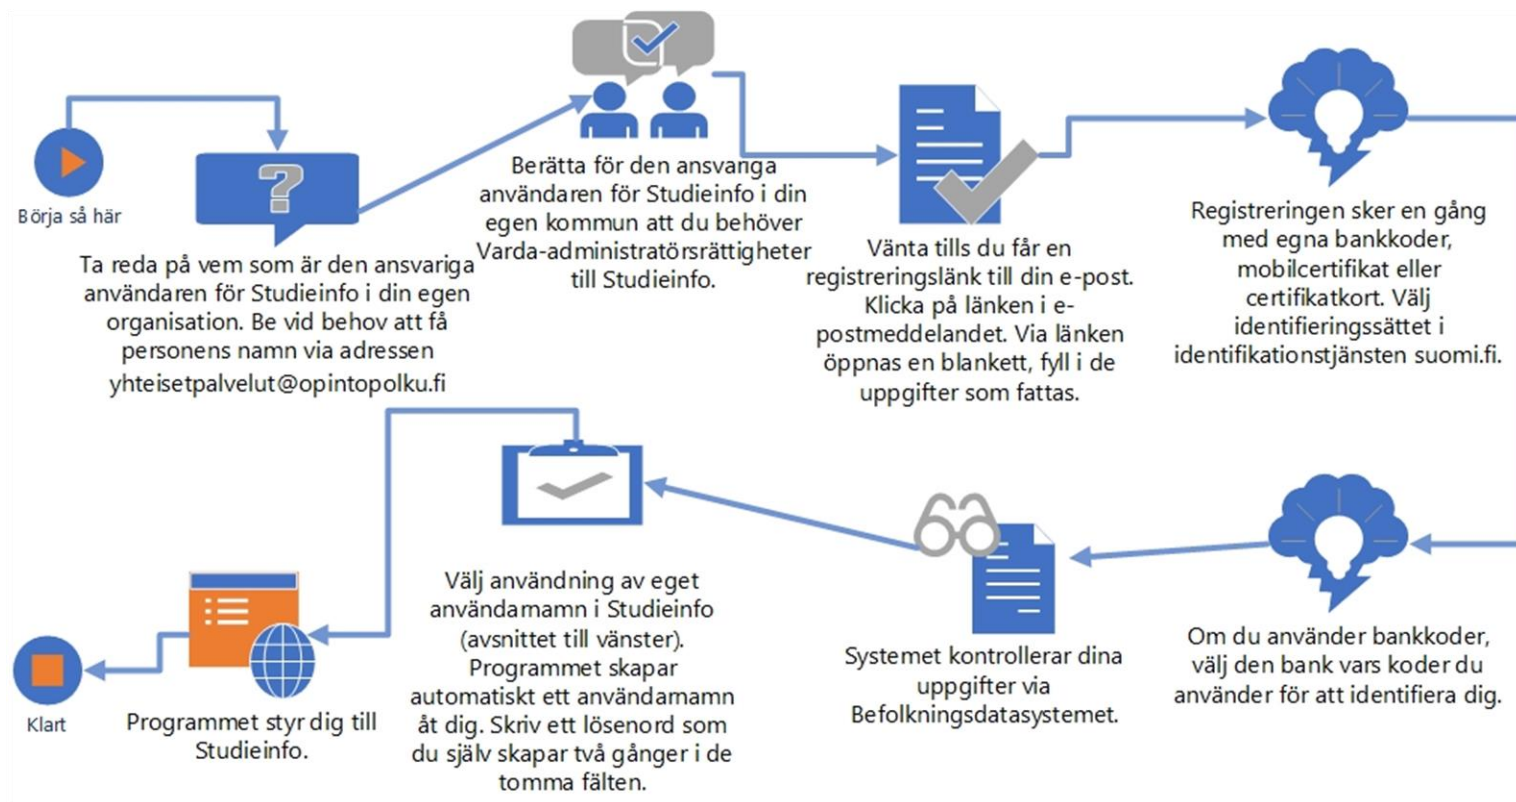 Börja så här
Ta reda på vem som är den ansvariga
användaren för Studieinfo i din egen
organisation. Be vid behov att få
personens namn via adressen
yhteisetpalvelut@opintopolku.fi
Berätta för den ansvariga
användaren för Studieinfo i din
egen kommun att du behöver
Varda-administratörsrättigheter
till Studieinfo.
Vänta tills du får en
registreringslänk till din e-post.
Klicka på länken i e-
postmeddelandet. Via länken
öppnas en blankett, fyll i de
uppgifter som fattas.
Registreringen sker en gång
med egna bankkoder,
mobilcertifikat eller
certifikatkort. Välj
identifieringssättet i
identifikationstjänsten suomi.fi.
Om du använder bankkoder,
välj den bank vars koder du
använder för att identifiera dig.
Systemet kontrollerar dina
uppgifter via
Befolkningsdatasystemet.
Välj användning av eget
användarnamn i Studieinfo
(avsnittet till vänster).
Programmet skapar
automatiskt ett användarnamn
åt dig. Skriv ett lösenord som
du själv skapar två gånger i de
tomma fälten.
Programmet styr dig till
Studieinfo.
Klart